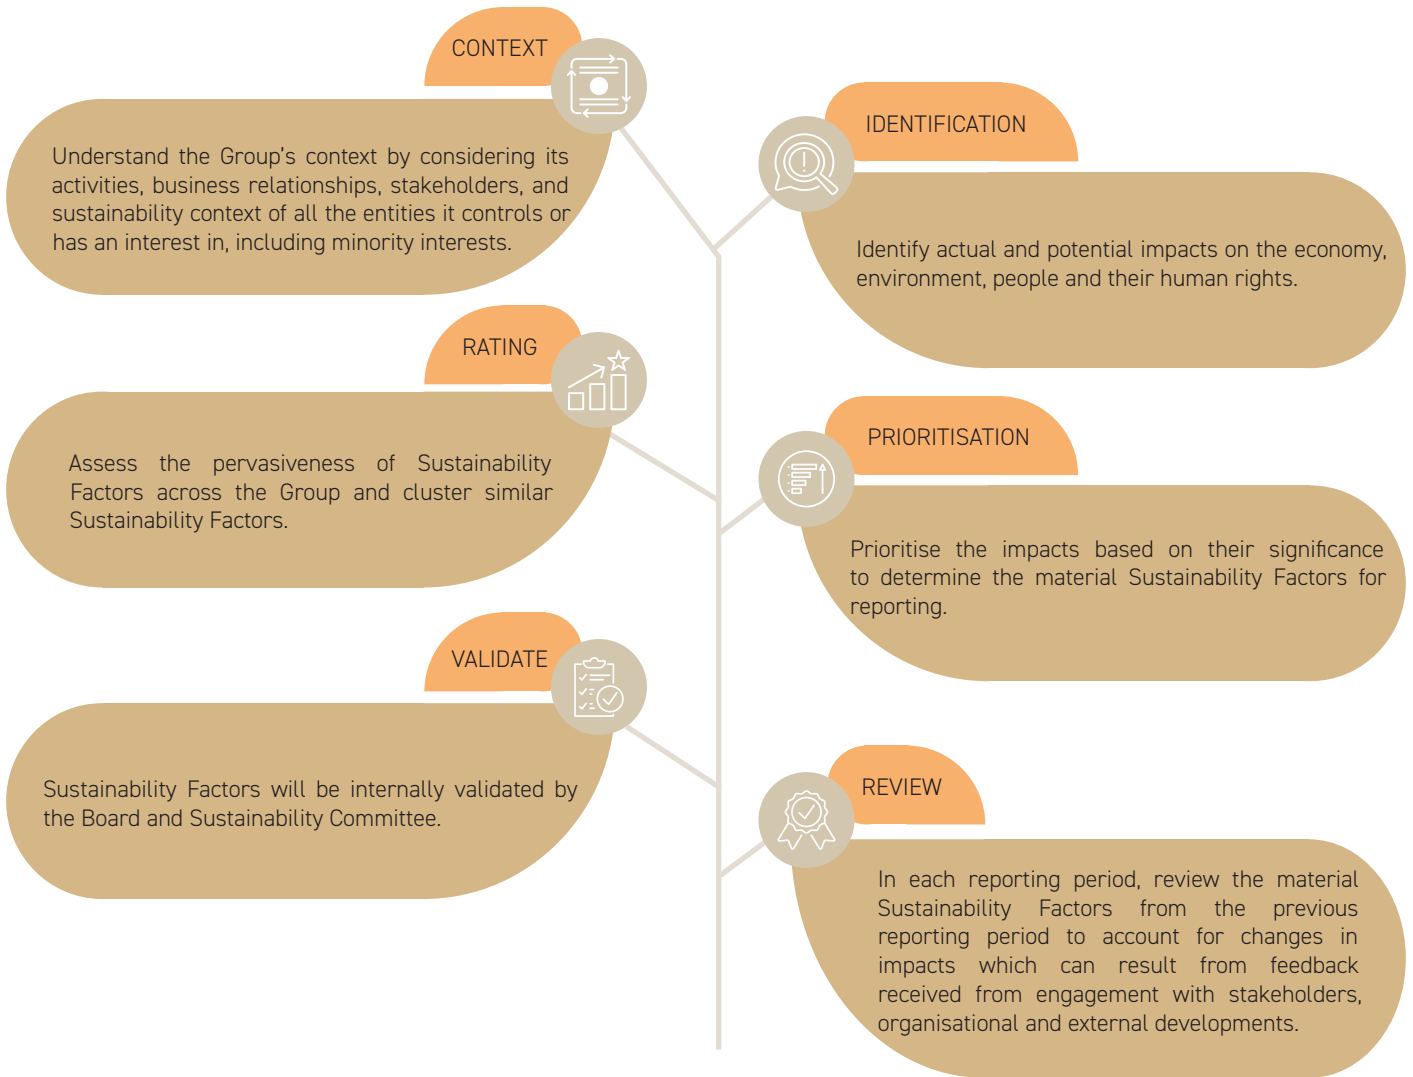 CONTEXT
Understand the Group's context by considering its
activities, business relationships, stakeholders, and
sustainability context of all the entities it controls or
has an interest in, including minority interests.
IDENTIFICATION
Identify actual and potential impacts on the economy,
environment, people and their human rights.
RATING
Assess the pervasiveness of Sustainability
Factors across the Group and cluster similar
Sustainability Factors.
PRIORITISATION
Prioritise the impacts based on their significance
to determine the material Sustainability Factors for
reporting.
VALIDATE
Sustainability Factors will be internally validated by
the Board and Sustainability Committee.
REVIEW
In each reporting period, review the material
Sustainability Factors from the previous
reporting period to account for changes in
impacts which can result from feedback
received from engagement with stakeholders,
organisational and external developments.